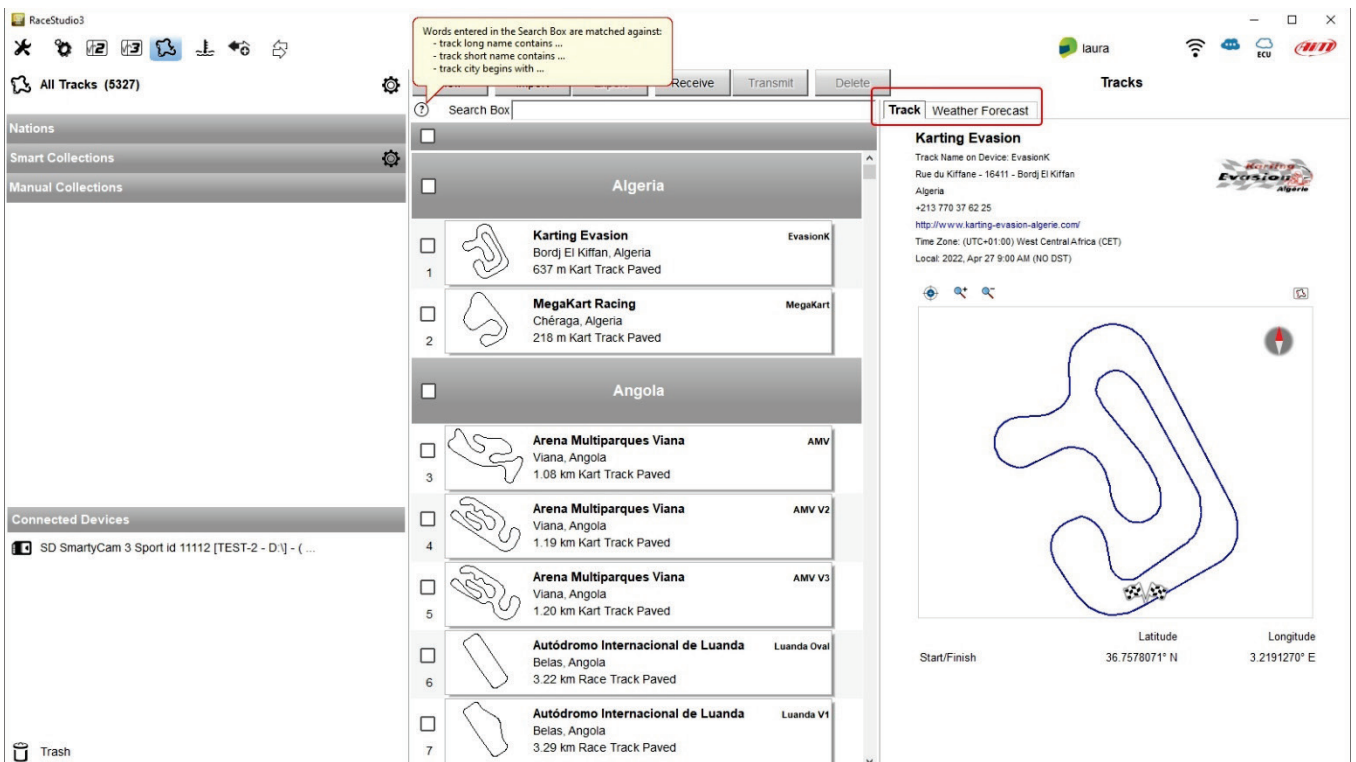 RaceStudio3
Words entered in the Search Box are matched against:
- track long name contains ...
- track short name contains ...
- track city begins with ...
laura
ECU
All Tracks (5327)
Receive
Transmit
Delete
Tracks
?
Search Box
Track
Weather Forecast
Nations
Smart Collections
Manual Collections
Algeria
Karting Evasion
EvasionK
Bordj El Kiffan, Algeria
637 m Kart Track Paved
1
MegaKart Racing
MegaKart
Chéraga, Algeria
218 m Kart Track Paved
2
Angola
Arena Multiparques Viana
AMV
Viana, Angola
1.08 km Kart Track Paved
3
Arena Multiparques Viana
AMV V2
Viana, Angola
1.19 km Kart Track Paved
4
Arena Multiparques Viana
AMV V3
Viana, Angola
1.20 km Kart Track Paved
5
Autódromo Internacional de Luanda
Luanda Oval
Belas, Angola
3.22 km Race Track Paved
6
Autódromo Internacional de Luanda
Luanda V1
Belas, Angola
3.29 km Race Track Paved
7
Connected Devices
SD SmartyCam 3 Sport id 11112 [TEST-2 - D:\] - ( ...
Trash
Karting Evasion
Track Name on Device: EvasionK
Rue du Kiffane - 16411 - Bordj El Kiffan
Algeria
+213 770 37 62 25
http://www.karting-evasion-algerie.com/
Time Zone: (UTC+01:00) West Central Africa (CET)
Local: 2022, Apr 27 9:00 AM (NO DST)
Karting
Evasion
Algérie
Latitude
Longitude
Start/Finish
36.7578071° N
3.2191270° E